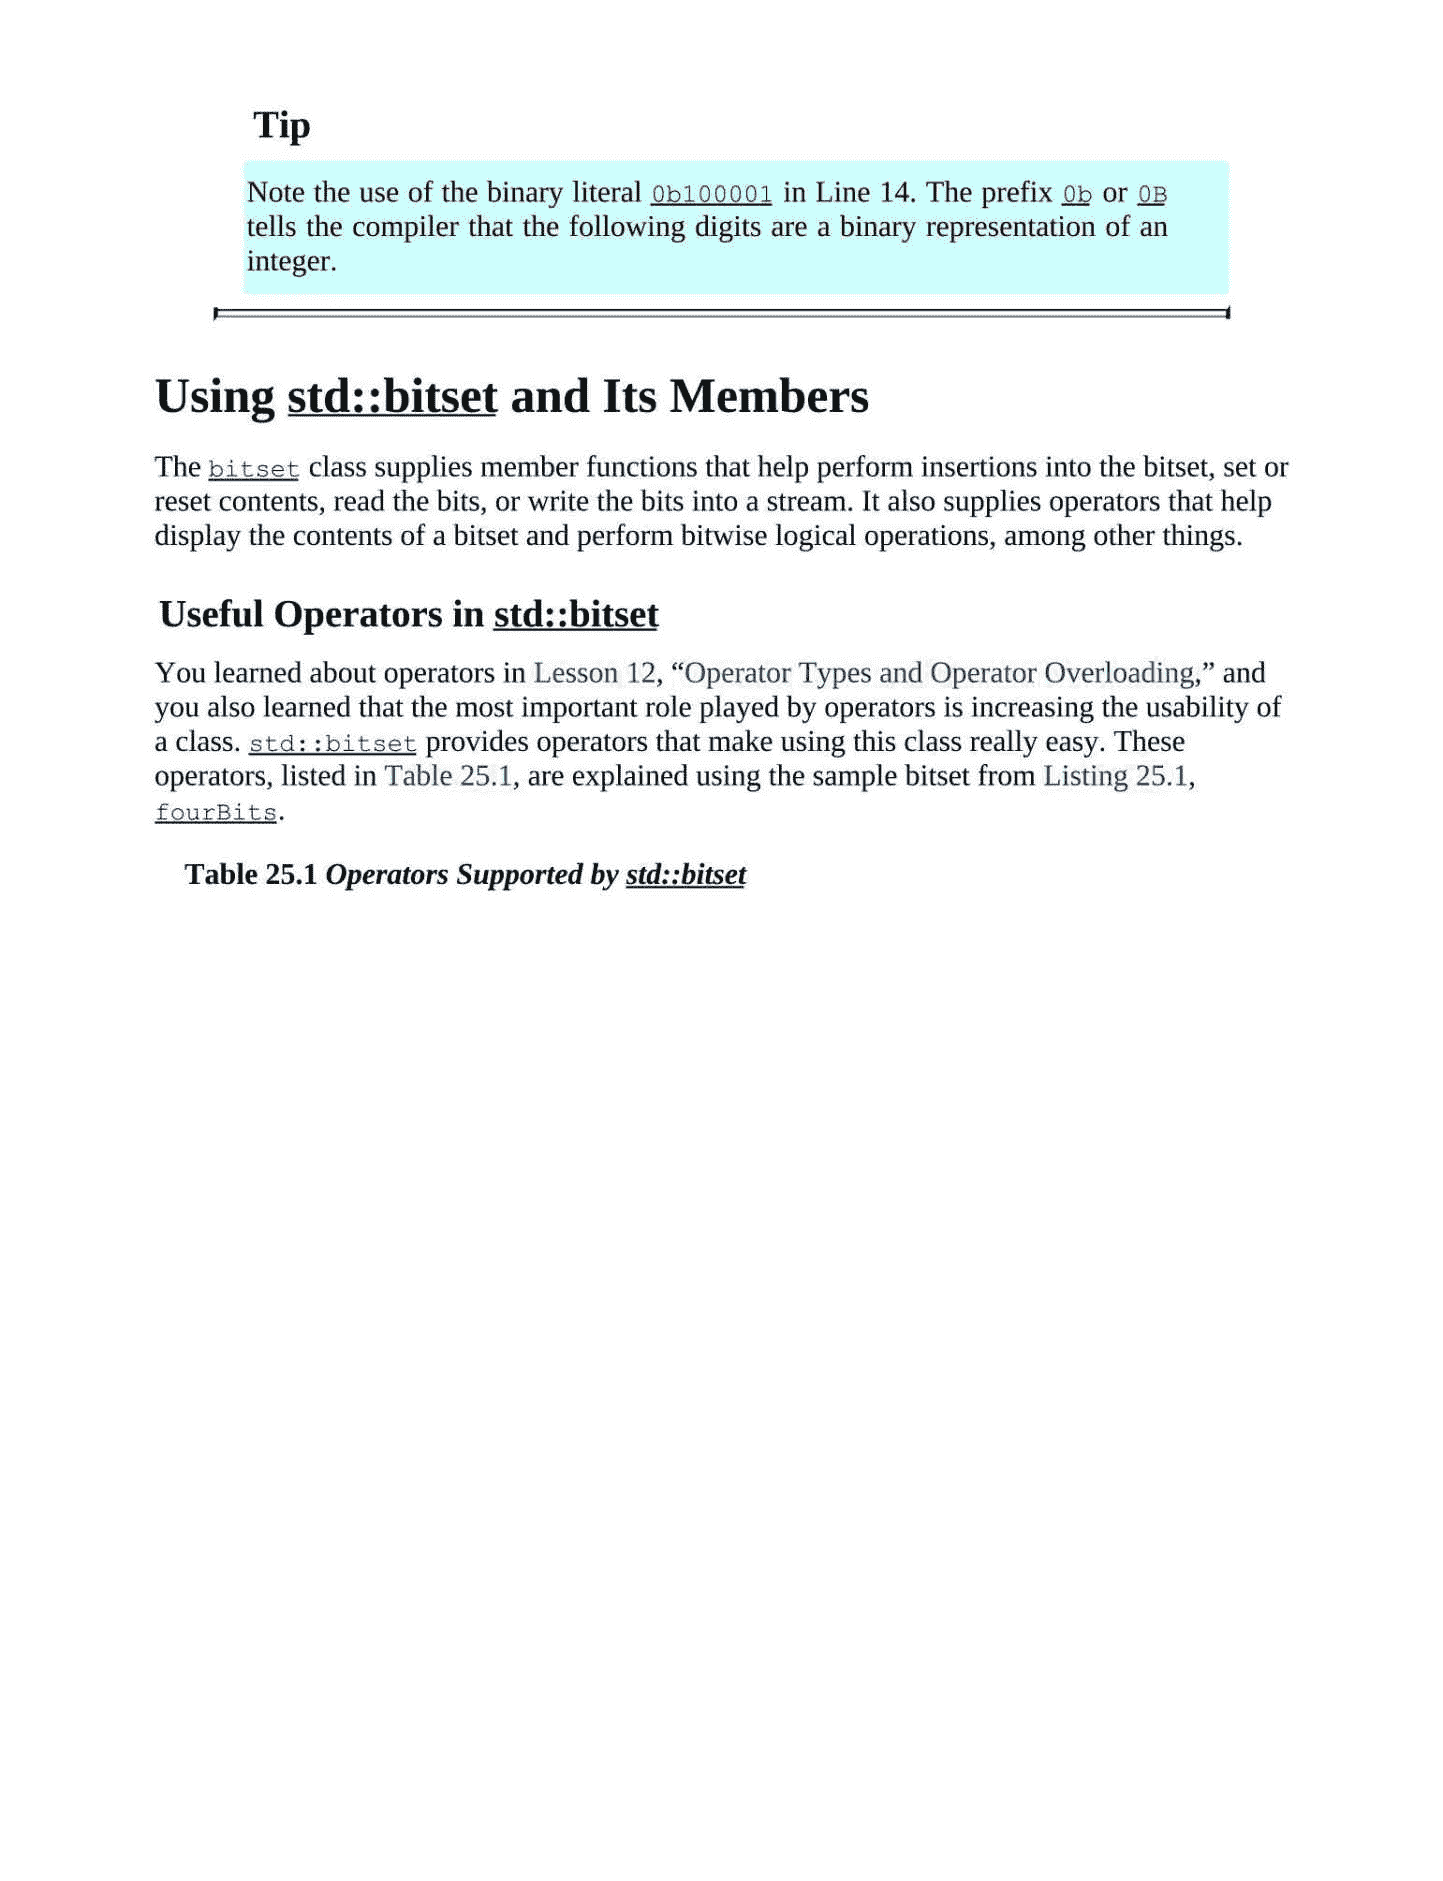 Tip
Note the use of the binary literal 0b100001 in Line 14. The prefix 0b or 0B
tells the compiler that the following digits are a binary representation of an
integer.
Using std::bitset and Its Members
The bitset class supplies member functions that help perform insertions into the bitset, set or
reset contents, read the bits, or write the bits into a stream. It also supplies operators that help
display the contents of a bitset and perform bitwise logical operations, among other things.
Useful Operators in std::bitset
You learned about operators in Lesson 12, “Operator Types and Operator Overloading,” and
you also learned that the most important role played by operators is increasing the usability of
a class. std::bitset provides operators that make using this class really easy. These
operators, listed in Table 25.1, are explained using the sample bitset from Listing 25.1,
fourBits.
Table 25.1 Operators Supported by std::bitset